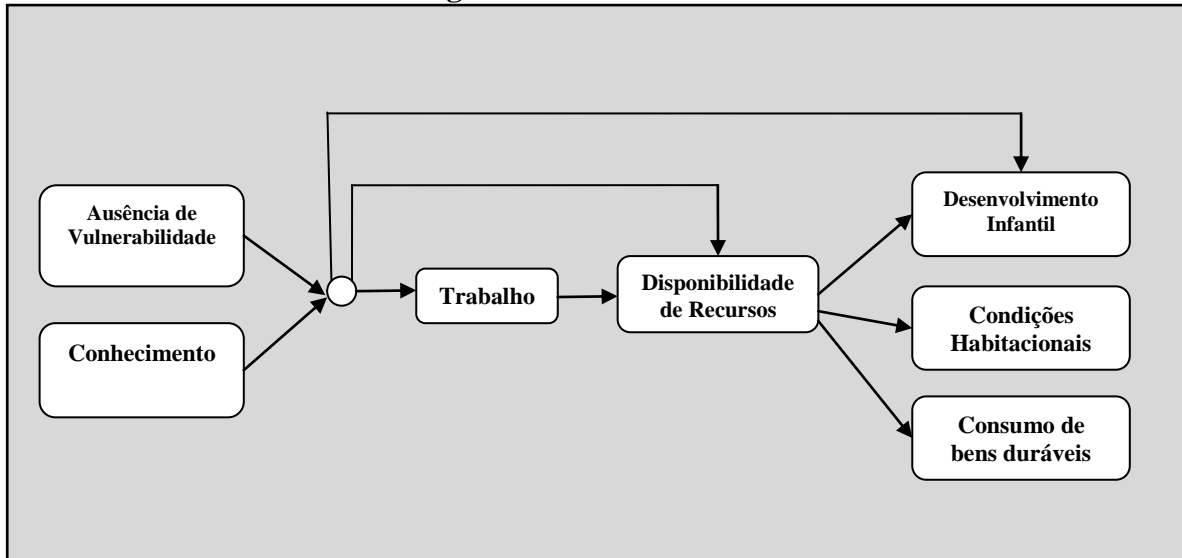 Ausência de
Vulnerabilidade
Conhecimento
Trabalho
Disponibilidade
de Recursos
Desenvolvimento
Infantil
Condições
Habitacionais
Consumo de
bens duráveis